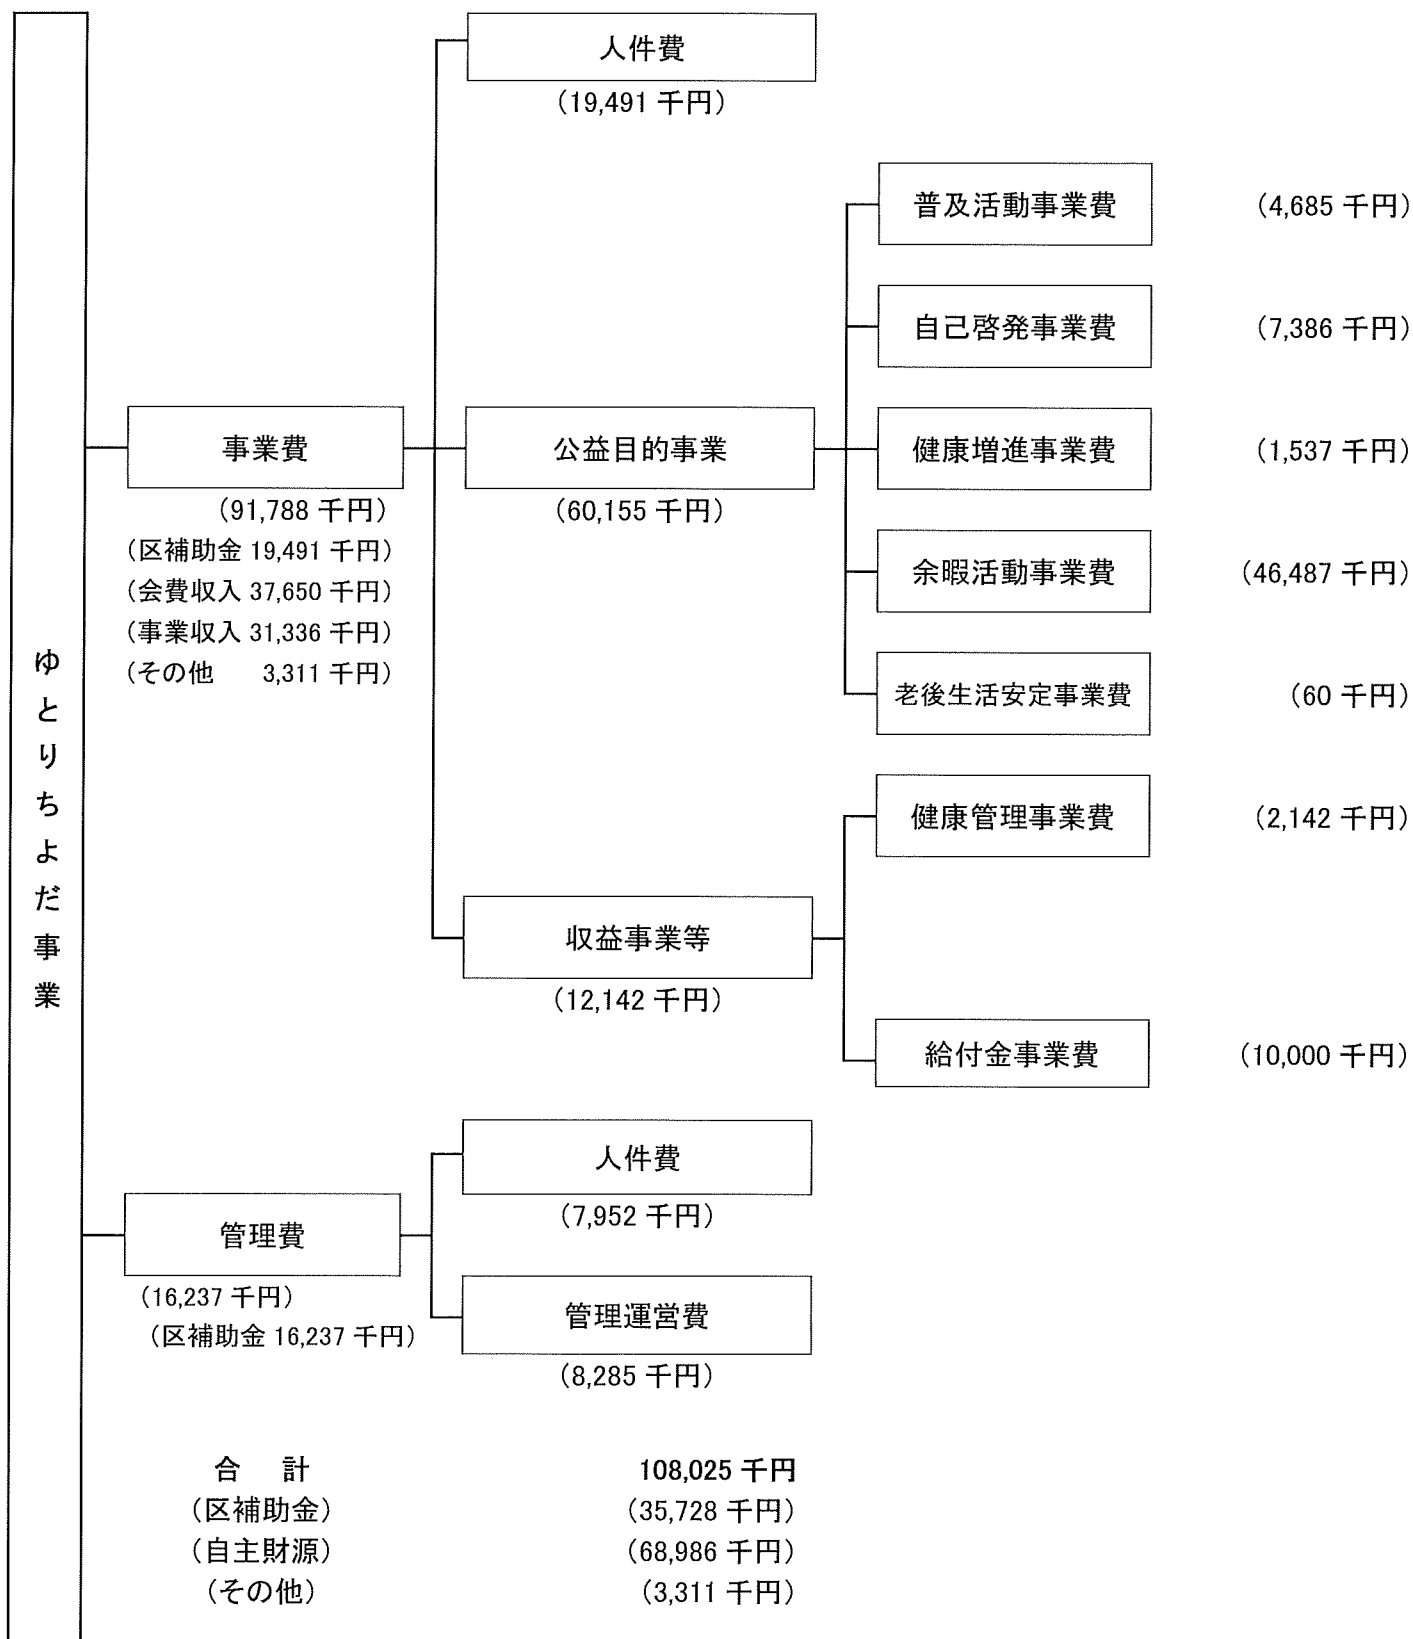 ゆとりちよだ事業
人件費
（19,491 千円）
普及活動事業費 （4,685 千円）
自己啓発事業費 （7,386 千円）
事業費
（91,788 千円）
（区補助金 19,491 千円）
（会費収入 37,650 千円）
（事業収入 31,336 千円）
（その他 3,311 千円）
公益目的事業
（60,155 千円）
健康増進事業費 （1,537 千円）
余暇活動事業費 （46,487 千円）
老後生活安定事業費 （60 千円）
健康管理事業費 （2,142 千円）
収益事業等
（12,142 千円）
給付金事業費 （10,000 千円）
人件費
（7,952 千円）
管理費
（16,237 千円）
（区補助金 16,237 千円）
管理運営費
（8,285 千円）
合 計 108,025 千円
（区補助金） （35,728 千円）
（自主財源） （68,986 千円）
（その他） （3,311 千円）